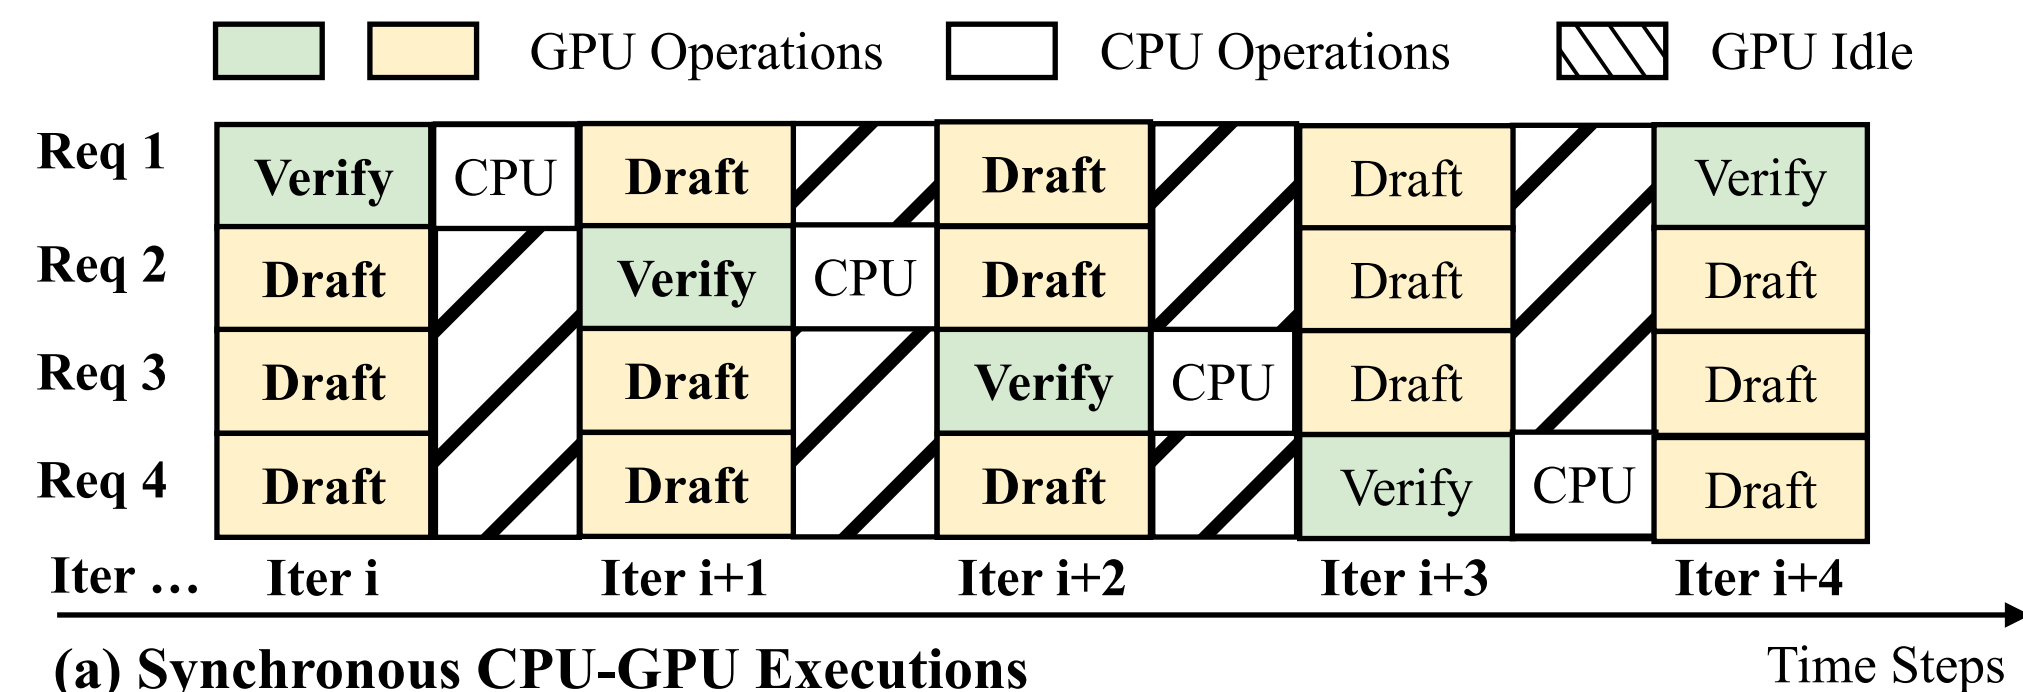 GPU Operations CPU Operations GPU Idle
Req 1 Verify CPU Draft Draft Draft Verify
Req 2 Draft Verify CPU Draft Draft Draft
Req 3 Draft Draft Verify CPU Draft Draft
Req 4 Draft Draft Draft Verify CPU Draft
Iter … Iter i Iter i+1 Iter i+2 Iter i+3 Iter i+4
(a) Synchronous CPU-GPU Executions Time Steps